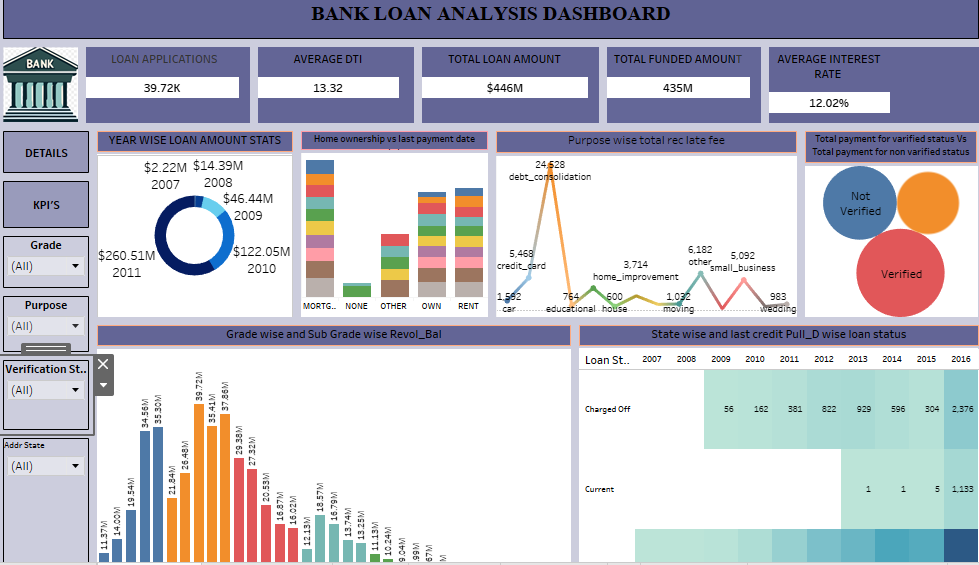 BANK LOAN ANALYSIS DASHBOARD
BANK
LOAN APPLICATIONS
39.72K
AVERAGE DTI
13.32
TOTAL LOAN AMOUNT
$446M
TOTAL FUNDED AMOUNT
435M
AVERAGE INTEREST
RATE
12.02%
DETAILS
KPI'S
Grade
(All)
Purpose
(All)
Verification St..
(All)
Addr State
(All)
YEAR WISE LOAN AMOUNT STATS
$2.22M
2007
$14.39M
2008
$46.44M
2009
$122.05M
2010
$260.51M
2011
Home ownership vs last payment date
MORTG.. NONE OTHER OWN RENT
Purpose wise total rec late fee
24,528
debt_consolidation
5,468
credit_card
1,592
car
764
educational
3,714
home_improvement
600
house
1,032
moving
6,182
other
5,092
small_business
983
wedding
Total payment for varified status Vs
Total payment for non varified status
Not
Verified
Verified
Grade wise and Sub Grade wise Revol_Bal
11.37M
14.00M
19.54M
34.56M
35.30M
21.84M
26.48M
39.72M
35.41M
37.86M
29.38M
27.32M
20.53M
16.87M
16.02M
12.13M
18.57M
16.79M
13.74M
13.25M
11.13M
10.24M
9.04M
.99M
67M
M
State wise and last credit Pull_D wise loan status
Loan St.. 2007 2008 2009 2010 2011 2012 2013 2014 2015 2016
Charged Off 56 162 381 822 929 596 304 2,376
Current 1 1 5 1,133